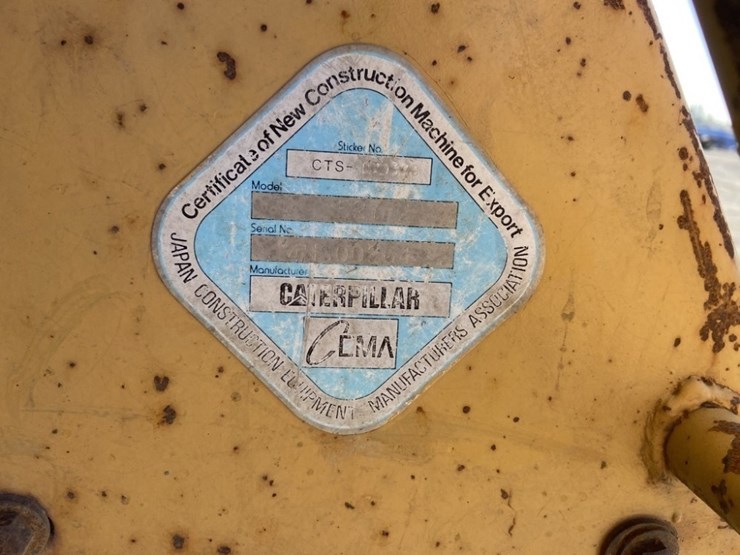 Certificate of New Construction Machine for Export
Sticker No.
CTS-
Model
Serial No
Manufacturer
CATERPILLAR
CEMA
JAPAN CONSTRUCTION EQUIPMENT MANUFACTURERS ASSOCIATION